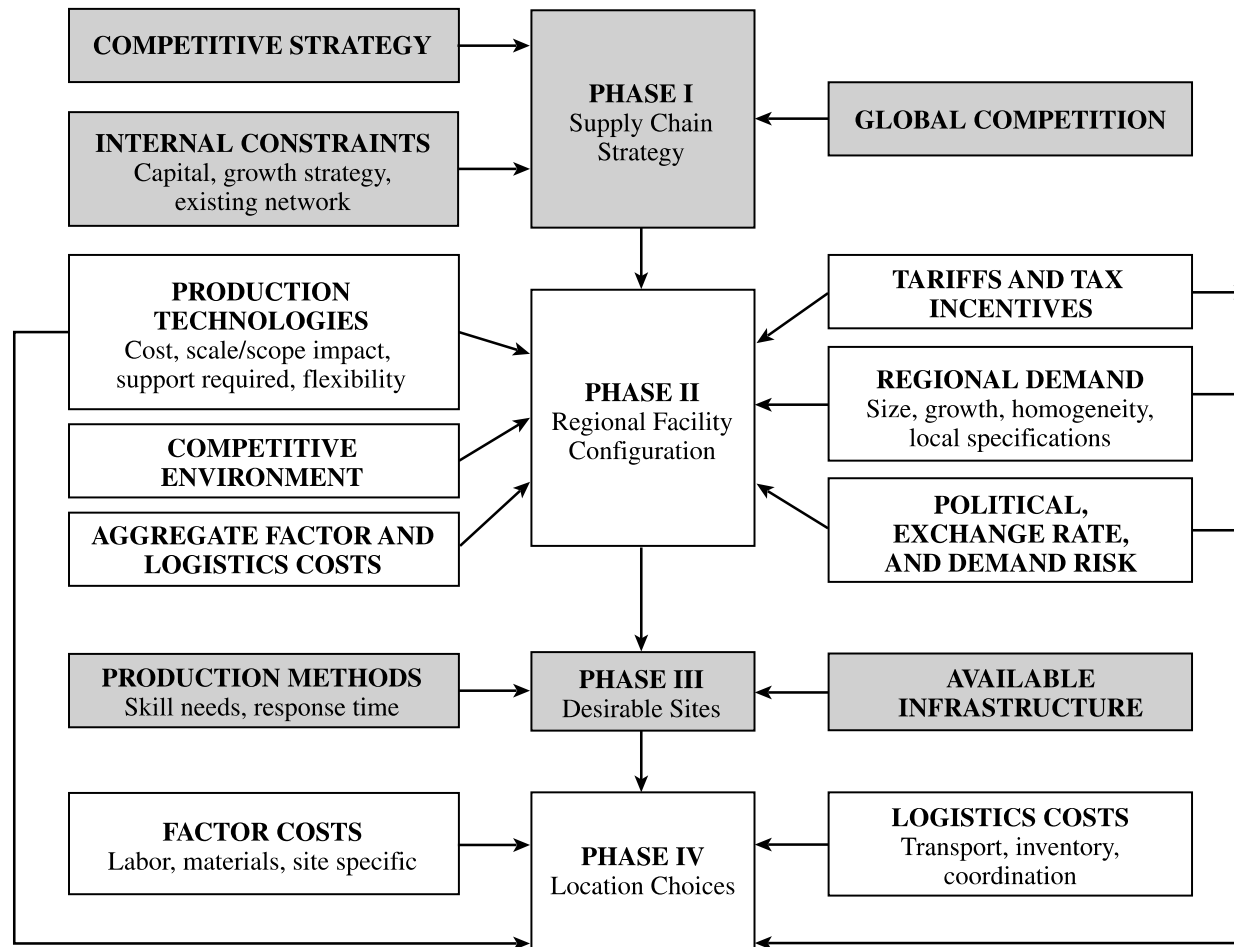 COMPETITIVE STRATEGY
INTERNAL CONSTRAINTS
Capital, growth strategy,
existing network
PHASE I
Supply Chain
Strategy
GLOBAL COMPETITION
PRODUCTION
TECHNOLOGIES
Cost, scale/scope impact,
support required, flexibility
COMPETITIVE
ENVIRONMENT
AGGREGATE FACTOR AND
LOGISTICS COSTS
PHASE II
Regional Facility
Configuration
TARIFFS AND TAX
INCENTIVES
REGIONAL DEMAND
Size, growth, homogeneity,
local specifications
POLITICAL,
EXCHANGE RATE,
AND DEMAND RISK
PRODUCTION METHODS
Skill needs, response time
PHASE III
Desirable Sites
AVAILABLE
INFRASTRUCTURE
FACTOR COSTS
Labor, materials, site specific
PHASE IV
Location Choices
LOGISTICS COSTS
Transport, inventory,
coordination